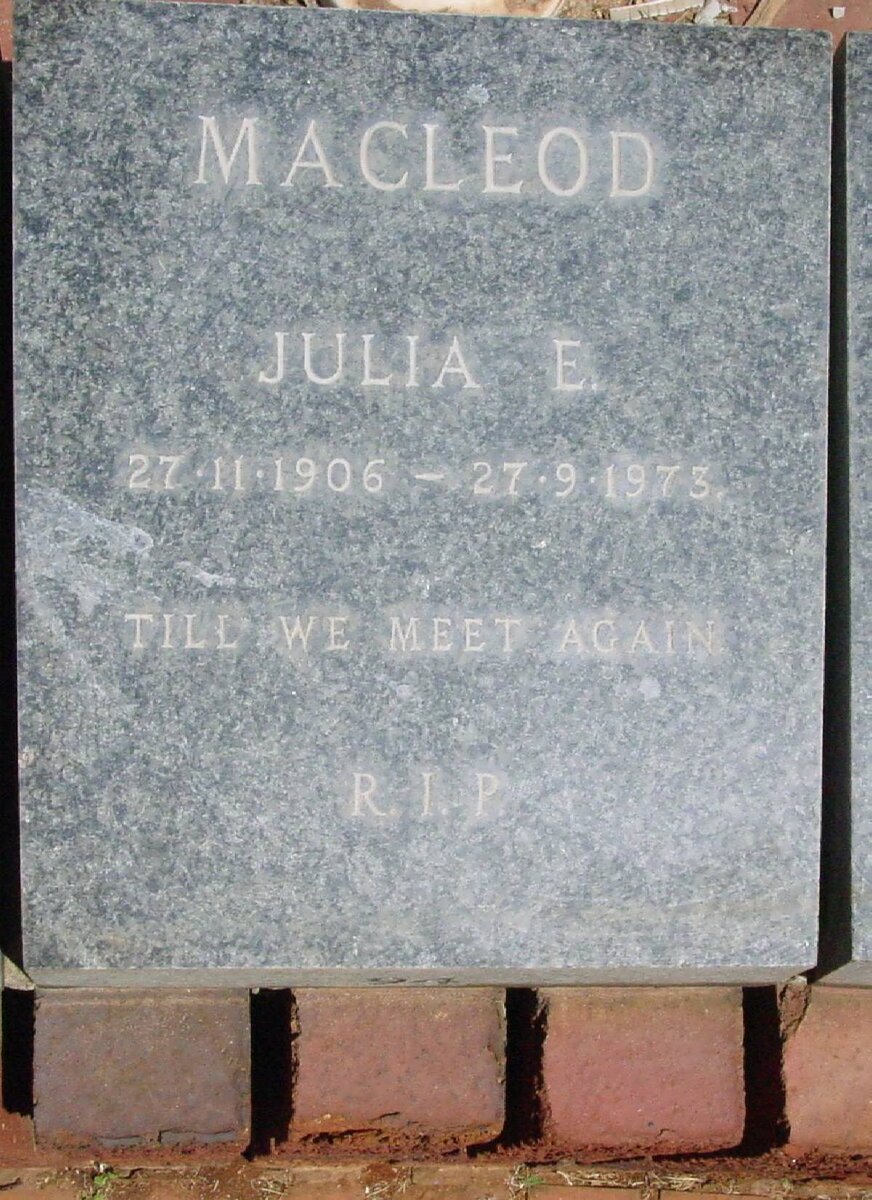 MACLEOD
JULIA E.
27·11·1906 – 27·9·1973.
TILL WE MEET AGAIN.
R.I.P